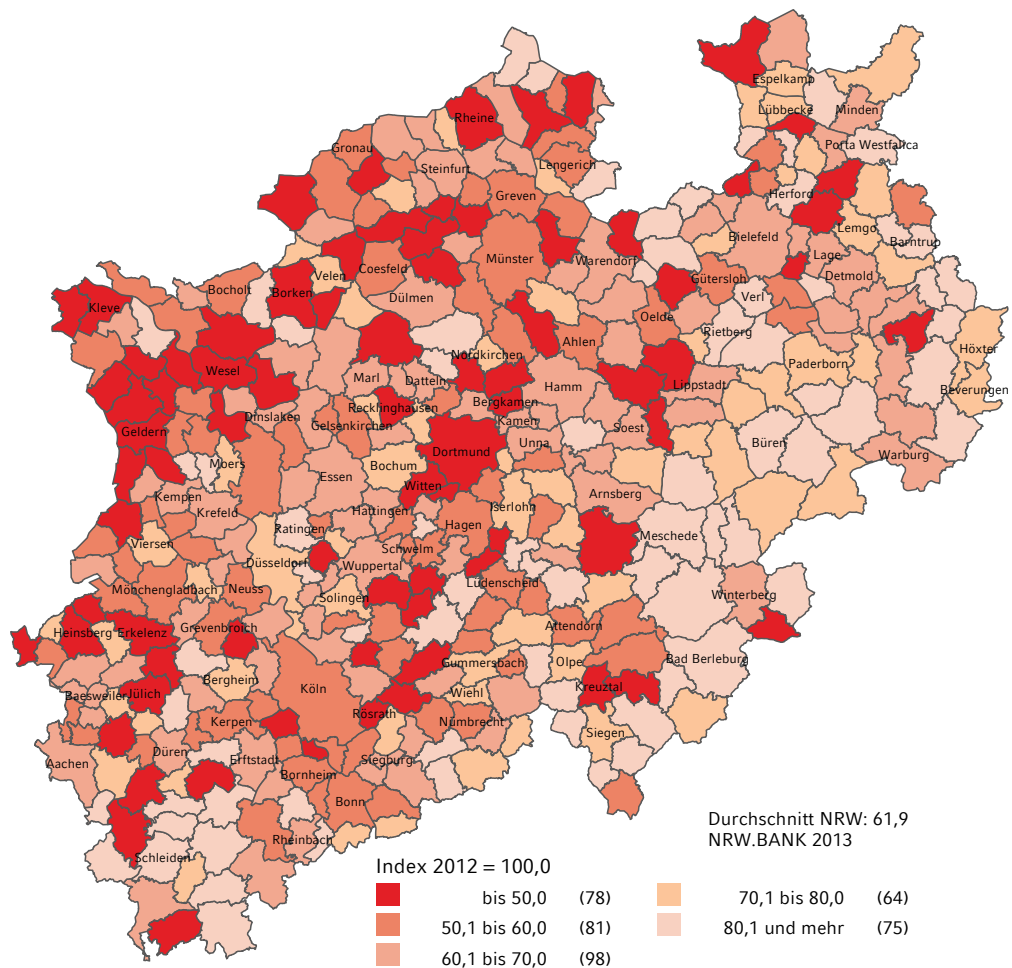 Espelkamp
Lübbecke
Minden
Rheine
Porta Westfalica
Gronau
Steinfurt
Lengerich
Herford
Greven
Lemgo
Bielefeld
Barntrup
Münster
Warendorf
Lage
Velen
Coesfeld
Detmold
Gütersloh
Bocholt
Borken
Dülmen
Verl
Kleve
Oelde
Rietberg
Ahlen
Höxter
Nordkirchen
Paderborn
Wesel
Marl
Datteln
Hamm
Lippstadt
Beverungen
Recklinghausen
Bergkamen
Dinslaken
Gelsenkirchen
Kamen
Soest
Geldern
Unna
Büren
Dortmund
Warburg
Moers
Bochum
Essen
Witten
Kempen
Arnsberg
Krefeld
Hattingen
Iserlohn
Ratingen
Hagen
Meschede
Viersen
Schwelm
Düsseldorf
Wuppertal
Lüdenscheid
Mönchengladbach
Neuss
Solingen
Winterberg
Heinsberg
Erkelenz
Grevenbroich
Attendorn
Gummersbach
Olpe
Bad Berleburg
Bergheim
Köln
Kreuztal
Baesweiler
Jülich
Wiehl
Rösrath
Kerpen
Nümbrecht
Siegen
Düren
Erftstadt
Siegburg
Aachen
Bornheim
Bonn
Rheinbach
Schleiden
Durchschnitt NRW: 61,9
NRW.BANK 2013
Index 2012 = 100,0
bis 50,0 (78)
50,1 bis 60,0 (81)
60,1 bis 70,0 (98)
70,1 bis 80,0 (64)
80,1 und mehr (75)